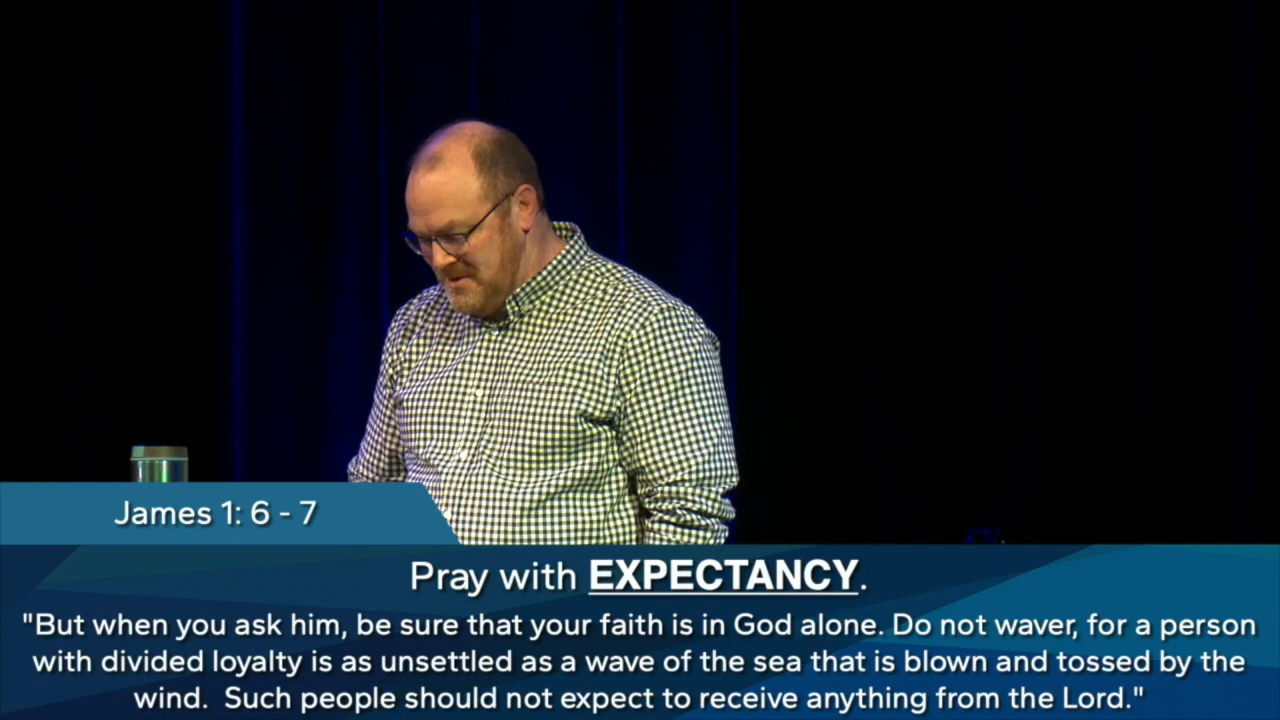 James 1: 6 - 7
Pray with EXPECTANCY.
"But when you ask him, be sure that your faith is in God alone. Do not waver, for a person
with divided loyalty is as unsettled as a wave of the sea that is blown and tossed by the
wind.  Such people should not expect to receive anything from the Lord."